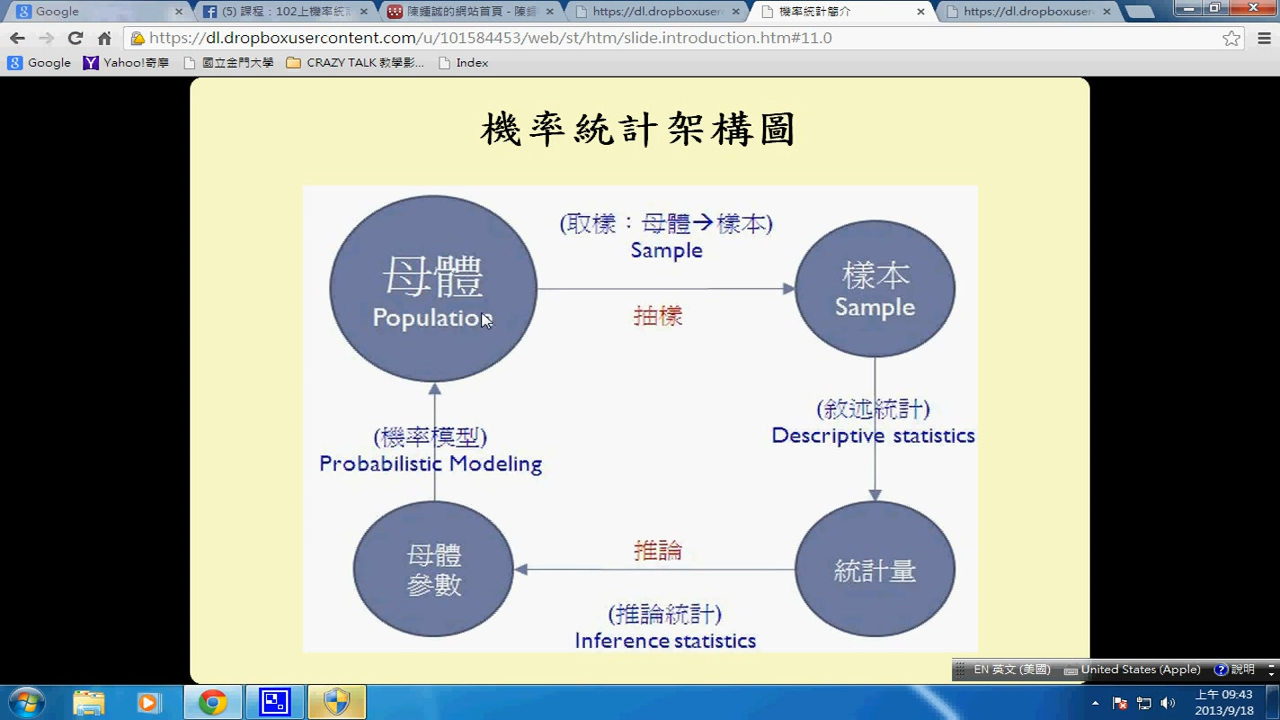 Google
(5) 課程：102上機率統計
陳鍾誠的網站首頁 - 陳鍾
https://dl.dropboxuser
機率統計簡介
https://dl.dropboxuser
https://dl.dropboxusercontent.com/u/101584453/web/st/htm/slide.introduction.htm#11.0
Google
Yahoo!奇摩
國立金門大學
CRAZY TALK 教學影...
Index
機率統計架構圖
母體
Population
(取樣：母體→樣本)
Sample
抽樣
樣本
Sample
(敘述統計)
Descriptive statistics
(機率模型)
Probabilistic Modeling
母體
參數
推論
(推論統計)
Inference statistics
統計量
EN 英文 (美國)
United States (Apple)
說明
上午 09:43
2013/9/18